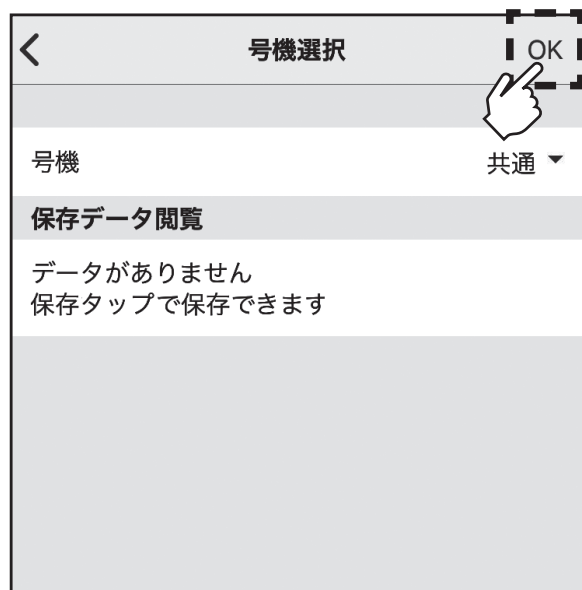 号機選択
OK
号機
共通
保存データ閲覧
データがありません
保存タップで保存できます